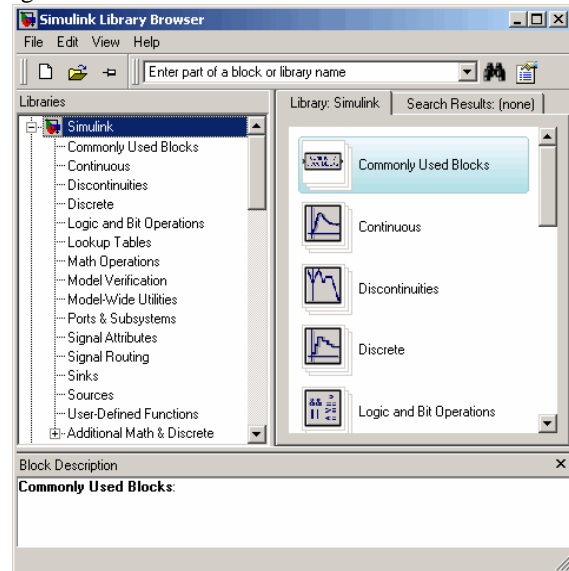 Simulink Library Browser
File Edit View Help
Enter part of a block or library name
Libraries
Simulink
Commonly Used Blocks
Continuous
Discontinuities
Discrete
Logic and Bit Operations
Lookup Tables
Math Operations
Model Verification
Model-Wide Utilities
Ports & Subsystems
Signal Attributes
Signal Routing
Sinks
Sources
User-Defined Functions
Additional Math & Discrete
Library: Simulink Search Results: (none)
Commonly Used Blocks
Continuous
Discontinuities
Discrete
Logic and Bit Operations
Block Description
Commonly Used Blocks: